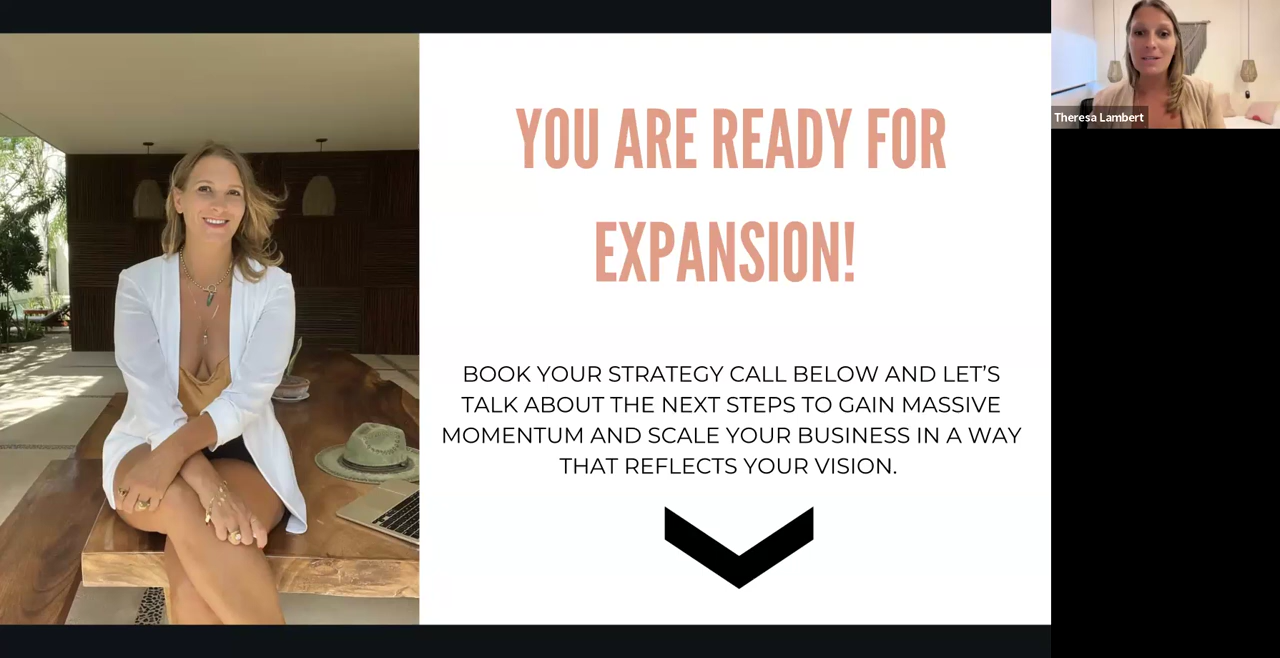 YOU ARE READY FOR
EXPANSION!
BOOK YOUR STRATEGY CALL BELOW AND LET’S
TALK ABOUT THE NEXT STEPS TO GAIN MASSIVE
MOMENTUM AND SCALE YOUR BUSINESS IN A WAY
THAT REFLECTS YOUR VISION.
Theresa Lambert